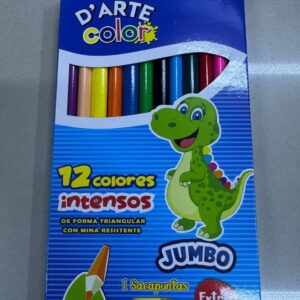 D'ARTE
color
12 colores
intensos
DE FORMA TRIANGULAR
CON MINA RESISTENTE
JUMBO
1 Sacapuntas